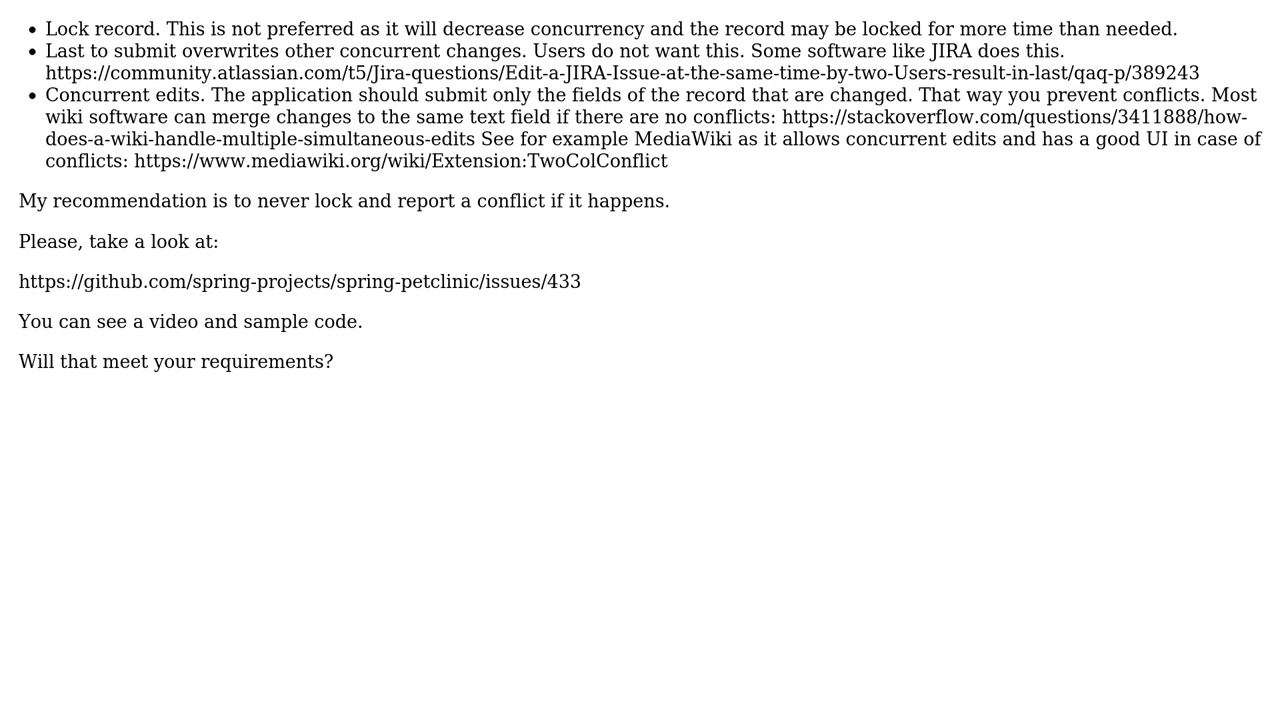 Lock record. This is not preferred as it will decrease concurrency and the record may be locked for more time than needed.
Last to submit overwrites other concurrent changes. Users do not want this. Some software like JIRA does this.
https://community.atlassian.com/t5/Jira-questions/Edit-a-JIRA-Issue-at-the-same-time-by-two-Users-result-in-last/qaq-p/389243
Concurrent edits. The application should submit only the fields of the record that are changed. That way you prevent conflicts. Most
wiki software can merge changes to the same text field if there are no conflicts: https://stackoverflow.com/questions/3411888/how-
does-a-wiki-handle-multiple-simultaneous-edits See for example MediaWiki as it allows concurrent edits and has a good UI in case of
conflicts: https://www.mediawiki.org/wiki/Extension:TwoColConflict
My recommendation is to never lock and report a conflict if it happens.
Please, take a look at:
https://github.com/spring-projects/spring-petclinic/issues/433
You can see a video and sample code.
Will that meet your requirements?